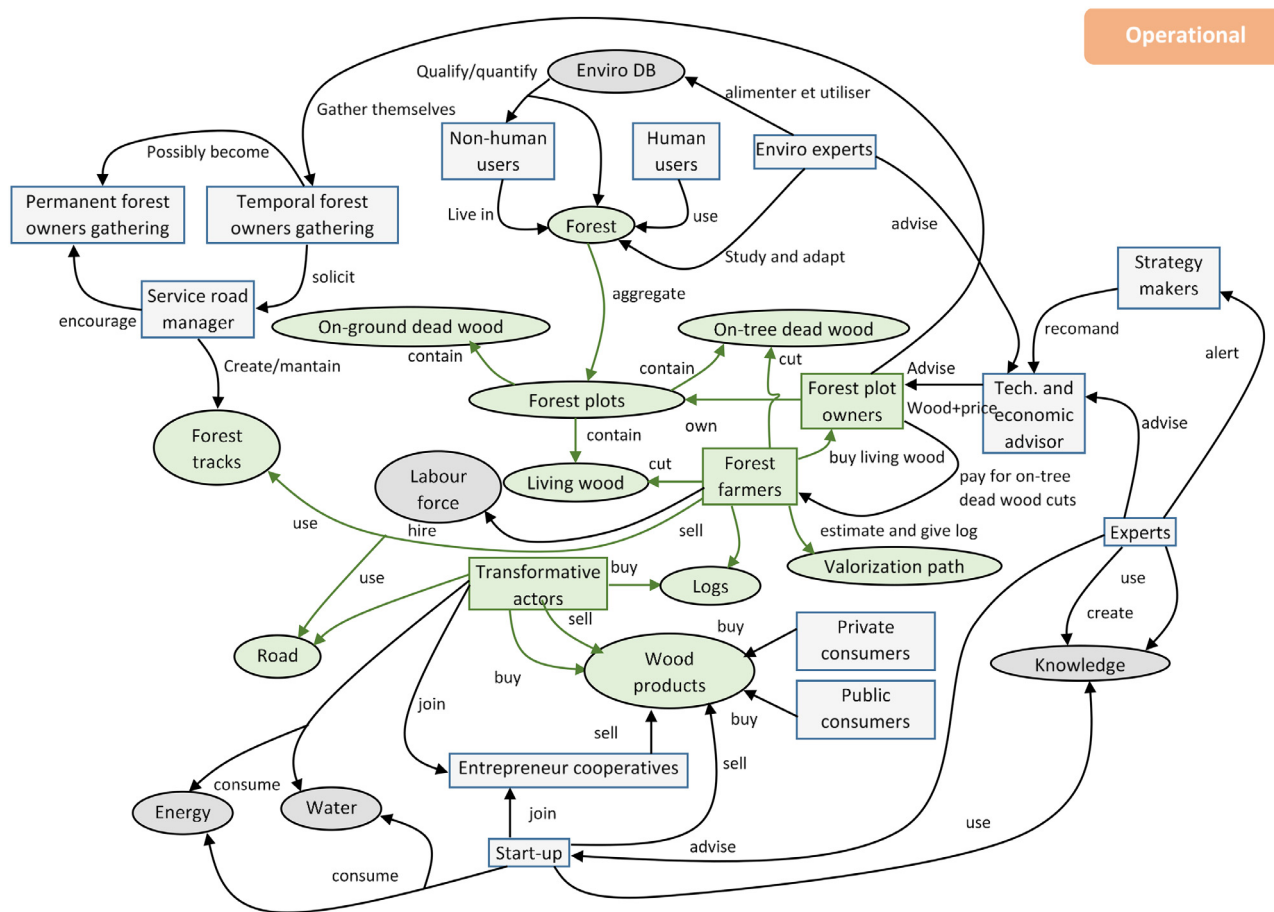 Operational
Enviro DB
Qualify/quantify
alimenter et utiliser
Gather themselves
Non-human
users
Human
users
Enviro experts
Possibly become
Permanent forest
owners gathering
Temporal forest
owners gathering
Live in
Forest
use
advise
Study and adapt
Strategy
makers
solicit
Service road
manager
encourage
aggregate
On-ground dead wood
contain
On-tree dead wood
cut
recomand
alert
Create/mantain
contain
Forest plots
Forest plot
owners
Advise
Wood+price
Tech. and
economic
advisor
own
advise
Forest
tracks
contain
buy living wood
Labour
force
Living wood
cut
Forest
farmers
pay for on-tree
dead wood cuts
use
hire
sell
estimate and give log
Experts
Valorization path
use
Transformative
actors
buy
Logs
use
create
sell
buy
Private
consumers
Road
Wood
products
Knowledge
buy
join
buy
Public
consumers
sell
sell
Entrepreneur cooperatives
consume
Energy
Water
join
use
Start-up
advise
consume